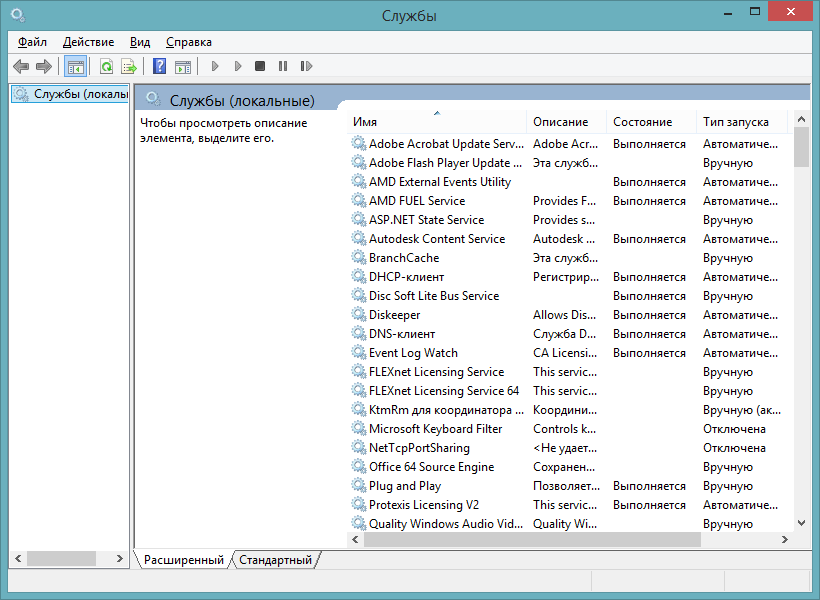 Службы
Файл Действие Вид Справка
Службы (локалы
Службы (локальные)
Чтобы просмотреть описание
элемента, выделите его.
Имя Описание Состояние Тип запуска
Adobe Acrobat Update Serv... Adobe Acr... Выполняется Автоматиче...
Adobe Flash Player Update ... Эта служб... Вручную
AMD External Events Utility Выполняется Автоматиче...
AMD FUEL Service Provides F... Выполняется Автоматиче...
ASP.NET State Service Provides s... Вручную
Autodesk Content Service Autodesk ... Выполняется Автоматиче...
BranchCache Эта служб... Вручную
DHCP-клиент Регистрир... Выполняется Автоматиче...
Disc Soft Lite Bus Service Выполняется Вручную
Diskeeper Allows Dis... Выполняется Автоматиче...
DNS-клиент Служба D... Выполняется Автоматиче...
Event Log Watch CA Licensi... Выполняется Автоматиче...
FLEXnet Licensing Service This servic... Вручную
FLEXnet Licensing Service 64 This servic... Вручную
KtmRm для координатора ... Координи... Вручную (ак...
Microsoft Keyboard Filter Controls k... Отключена
NetTcpPortSharing <Не удает... Отключена
Office 64 Source Engine Сохранен... Вручную
Plug and Play Позволяет... Выполняется Вручную
Protexis Licensing V2 This servic... Выполняется Автоматиче...
Quality Windows Audio Vid... Quality Wi... Вручную
Расширенный Стандартный